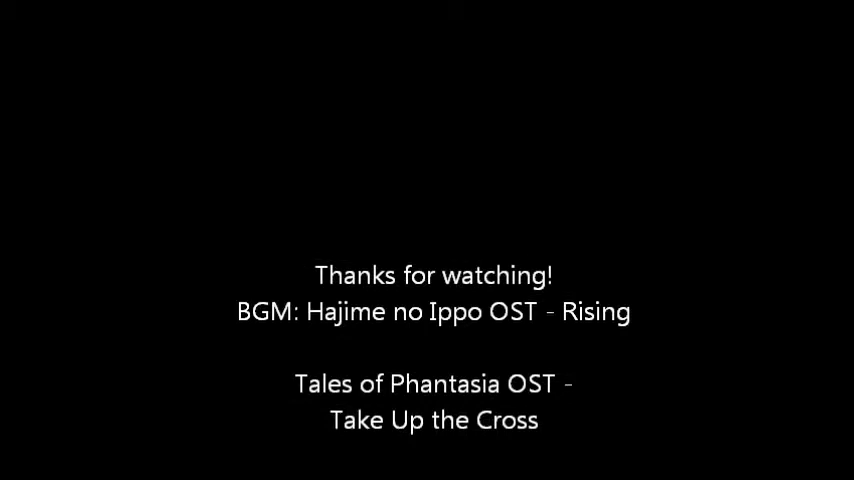 Thanks for watching!
BGM: Hajime no Ippo OST - Rising
Tales of Phantasia OST -
Take Up the Cross